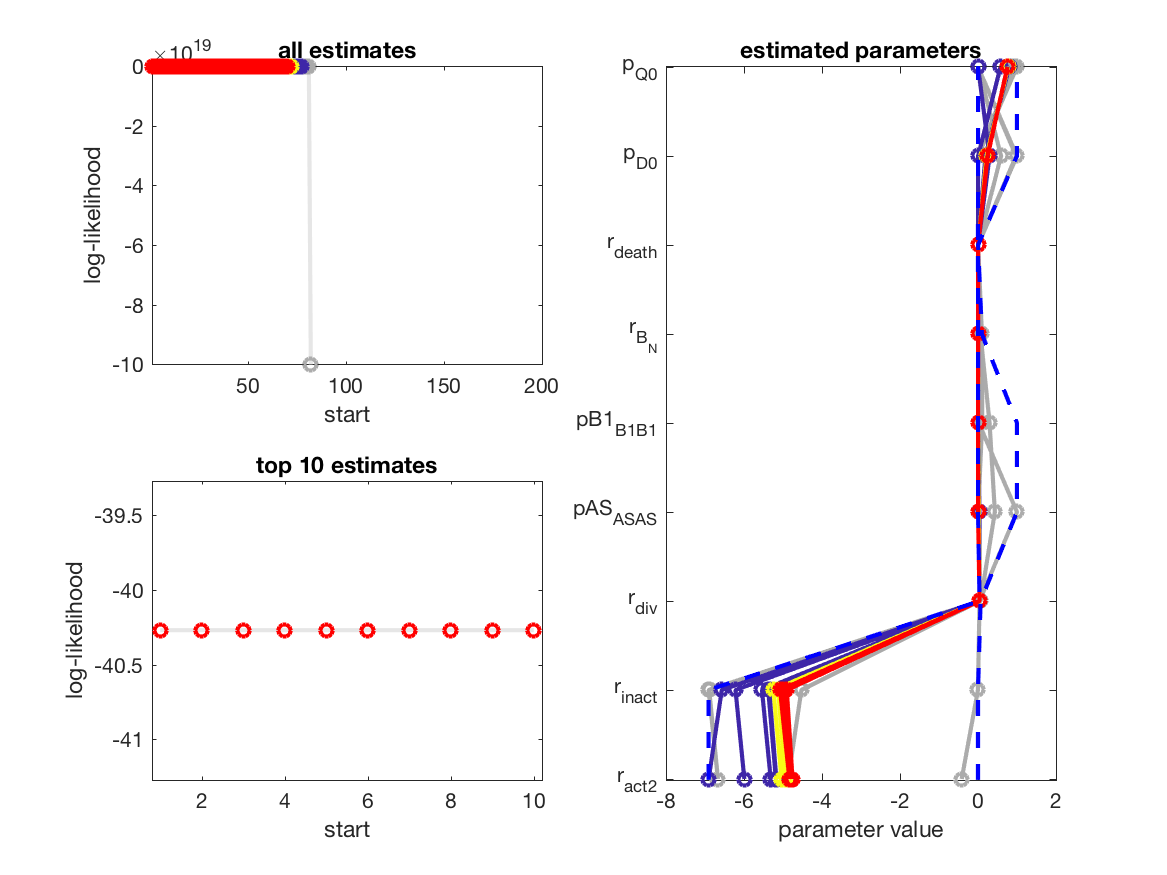 ×10^19
all estimates
0
-2
-4
-6
-8
-10
log-likelihood
50
100
150
200
start
top 10 estimates
-39.5
-40
-40.5
-41
log-likelihood
2
4
6
8
10
start
estimated parameters
p_Q0
p_D0
r_death
r_B_N
pB1_B1B1
pAS_ASAS
r_div
r_inact
r_act2
-8
-6
-4
-2
0
2
parameter value